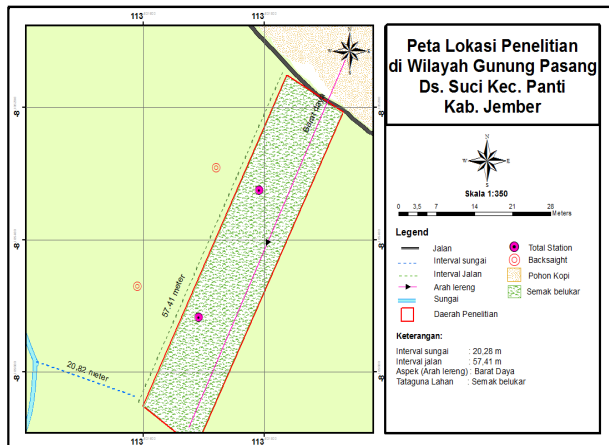 113
113
Peta Lokasi Penelitian
di Wilayah Gunung Pasang
Ds. Suci Kec. Panti
Kab. Jember
Barat daya
57.41 meter
20.82 meter
-8
-8
-8
113
113
Skala 1:350
0 3,5 7 14 21 28
Meters
Legend
Jalan
Interval sungai
Interval Jalan
Arah lereng
Sungai
Daerah Penelitian
Total Station
Backsaight
Pohon Kopi
Semak belukar
Keterangan:
Interval sungai : 20,28 m
Interval jalan : 57,41 m
Aspek (Arah lereng) : Barat Daya
Tataguna Lahan : Semak belukar